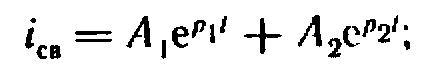 i_св = A₁e^{p₁t} + A₂e^{p₂t};